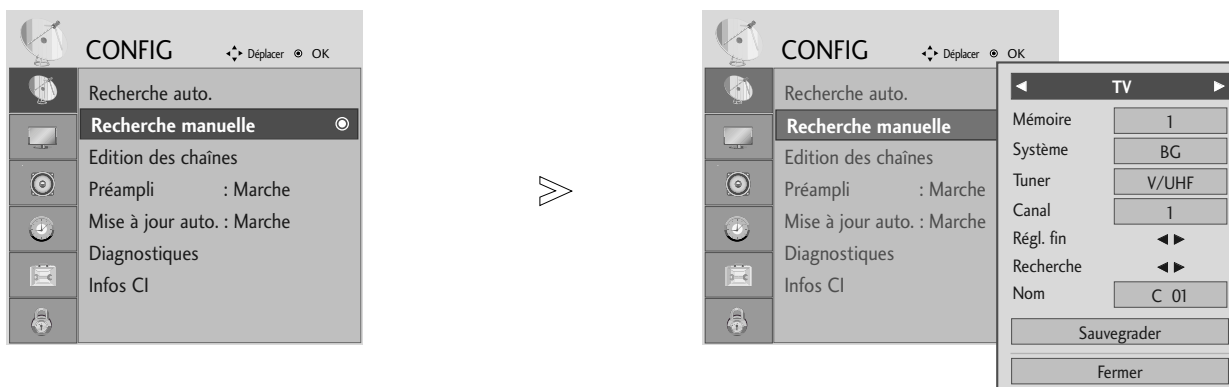 CONFIG
Déplacer OK
Recherche auto.
Recherche manuelle
Edition des chaînes
Préampli : Marche
Mise à jour auto. : Marche
Diagnostiques
Infos CI
CONFIG
Déplacer OK
Recherche auto.
Recherche manuelle
Edition des chaînes
Préampli : Marche
Mise à jour auto. : Marche
Diagnostiques
Infos CI
◄ TV ►
Mémoire 1
Système BG
Tuner V/UHF
Canal 1
Régl. fin ◄►
Recherche ◄►
Nom C 01
Sauvegrader
Fermer